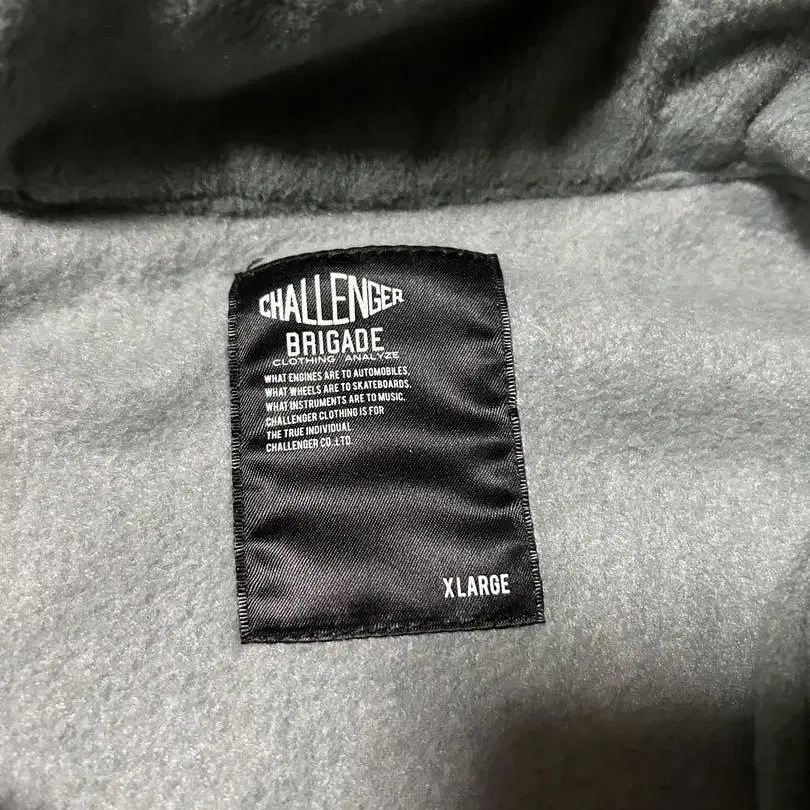 CHALLENGER
BRIGADE
CLOTHING ANALYZE
WHAT ENGINES ARE TO AUTOMOBILES,
WHAT WHEELS ARE TO SKATEBOARDS.
WHAT INSTRUMENTS ARE TO MUSIC,
CHALLENGER CLOTHING IS FOR
THE TRUE INDIVIDUAL
CHALLENGER CO.,LTD.
X LARGE